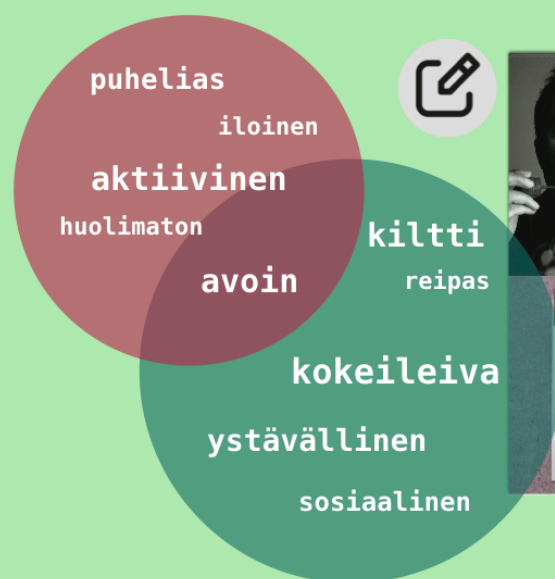 puhelias
iloinen
aktiivinen
huolimaton
kiltti
avoin
reipas
kokeileiva
ystävällinen
sosiaalinen